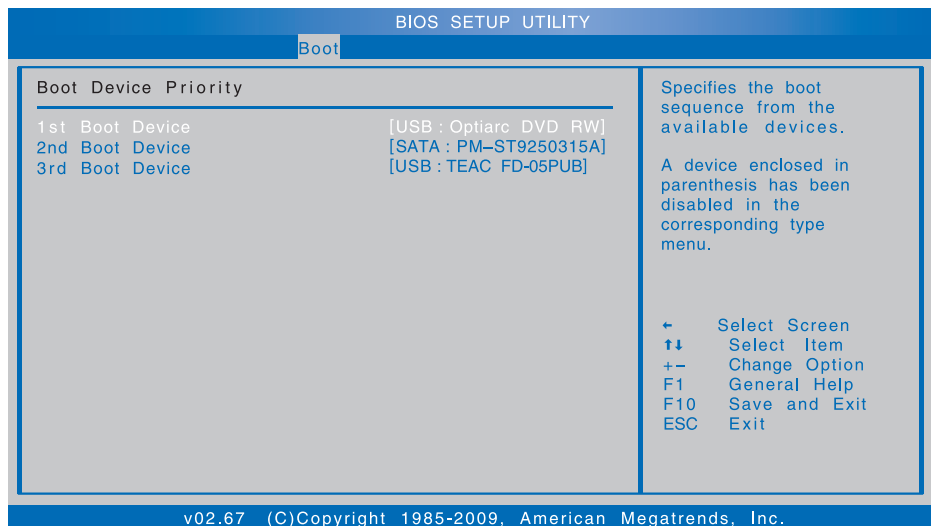 BIOS SETUP UTILITY
Boot
Boot Device Priority
1st Boot Device [USB : Optiarc DVD RW]
2nd Boot Device [SATA : PM–ST9250315A]
3rd Boot Device [USB : TEAC FD-05PUB]
Specifies the boot
sequence from the
available devices.
A device enclosed in
parenthesis has been
disabled in the
corresponding type
menu.
← Select Screen
↑↓ Select Item
+– Change Option
F1 General Help
F10 Save and Exit
ESC Exit
v02.67 (C)Copyright 1985-2009, American Megatrends, Inc.